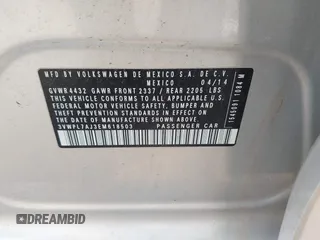 MFD BY VOLKSWAGEN DE MEXICO S.A. DE C.V.
MEXICO 04/14
GVWR 4432 GAWR FRONT 2337 / REAR 2205 LBS
THIS VEHICLE CONFORMS TO ALL APPLICABLE
FEDERAL MOTOR VEHICLE SAFETY, BUMPER AND
THEFT PREVENTION STANDARDS IN EFFECT ON
THE DATE OF MANUFACTURE SHOWN ABOVE.
3VWPL7AJ3EM618503 PASSENGER CAR
DREAMBID